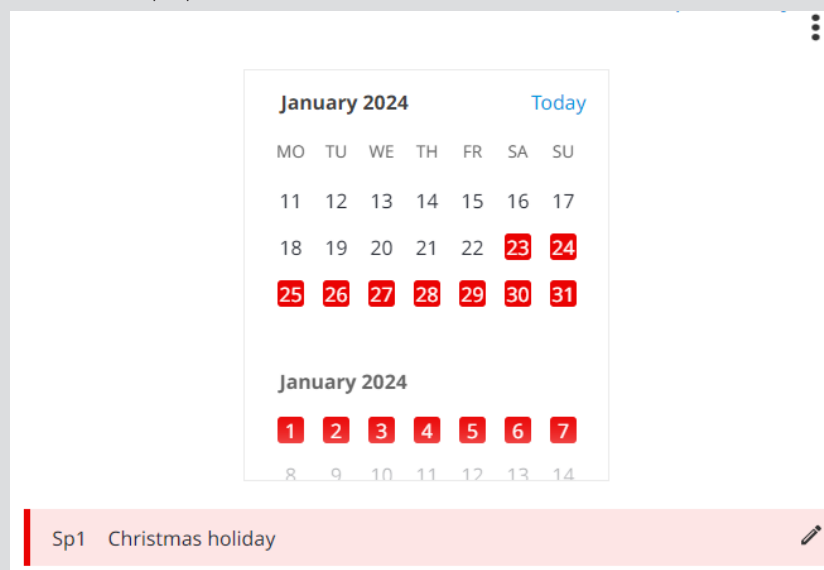 January 2024 Today
MO TU WE TH FR SA SU
11 12 13 14 15 16 17
18 19 20 21 22 23 24
25 26 27 28 29 30 31
January 2024
1 2 3 4 5 6 7
8 9 10 11 12 13 14
Sp1 Christmas holiday